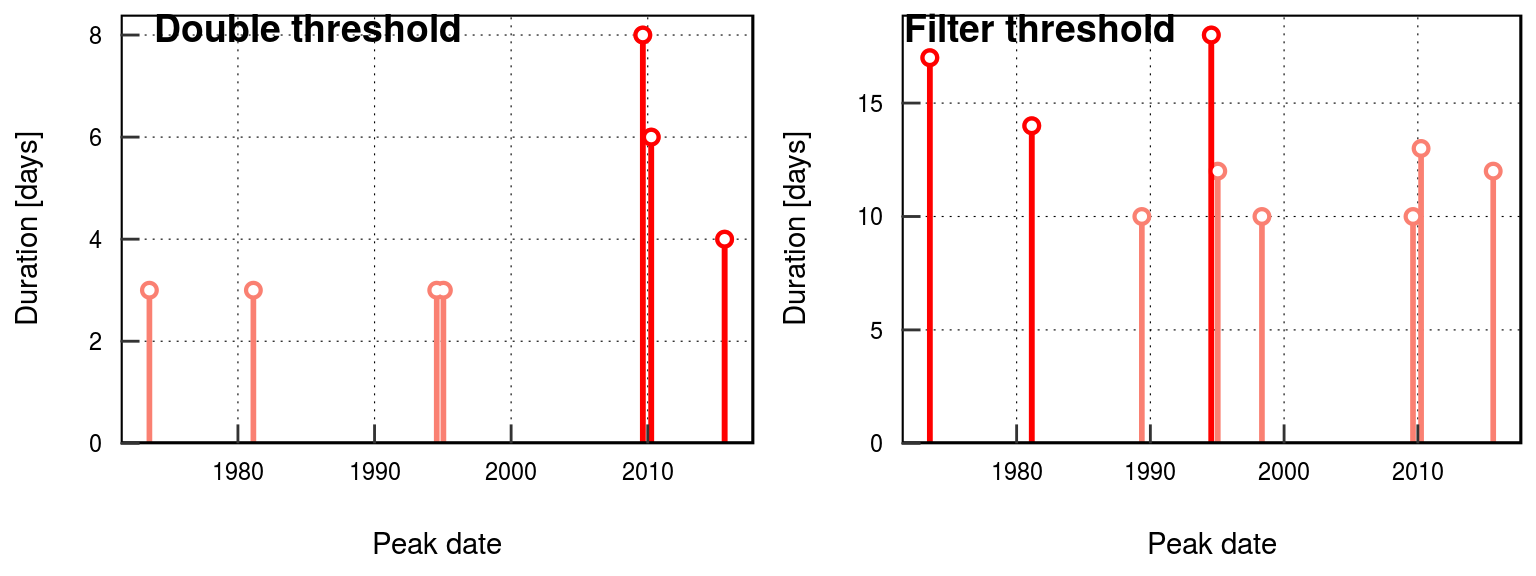 Double threshold
Duration [days]
8
6
4
2
0
1980 1990 2000 2010
Peak date
Filter threshold
Duration [days]
15
10
5
0
1980 1990 2000 2010
Peak date